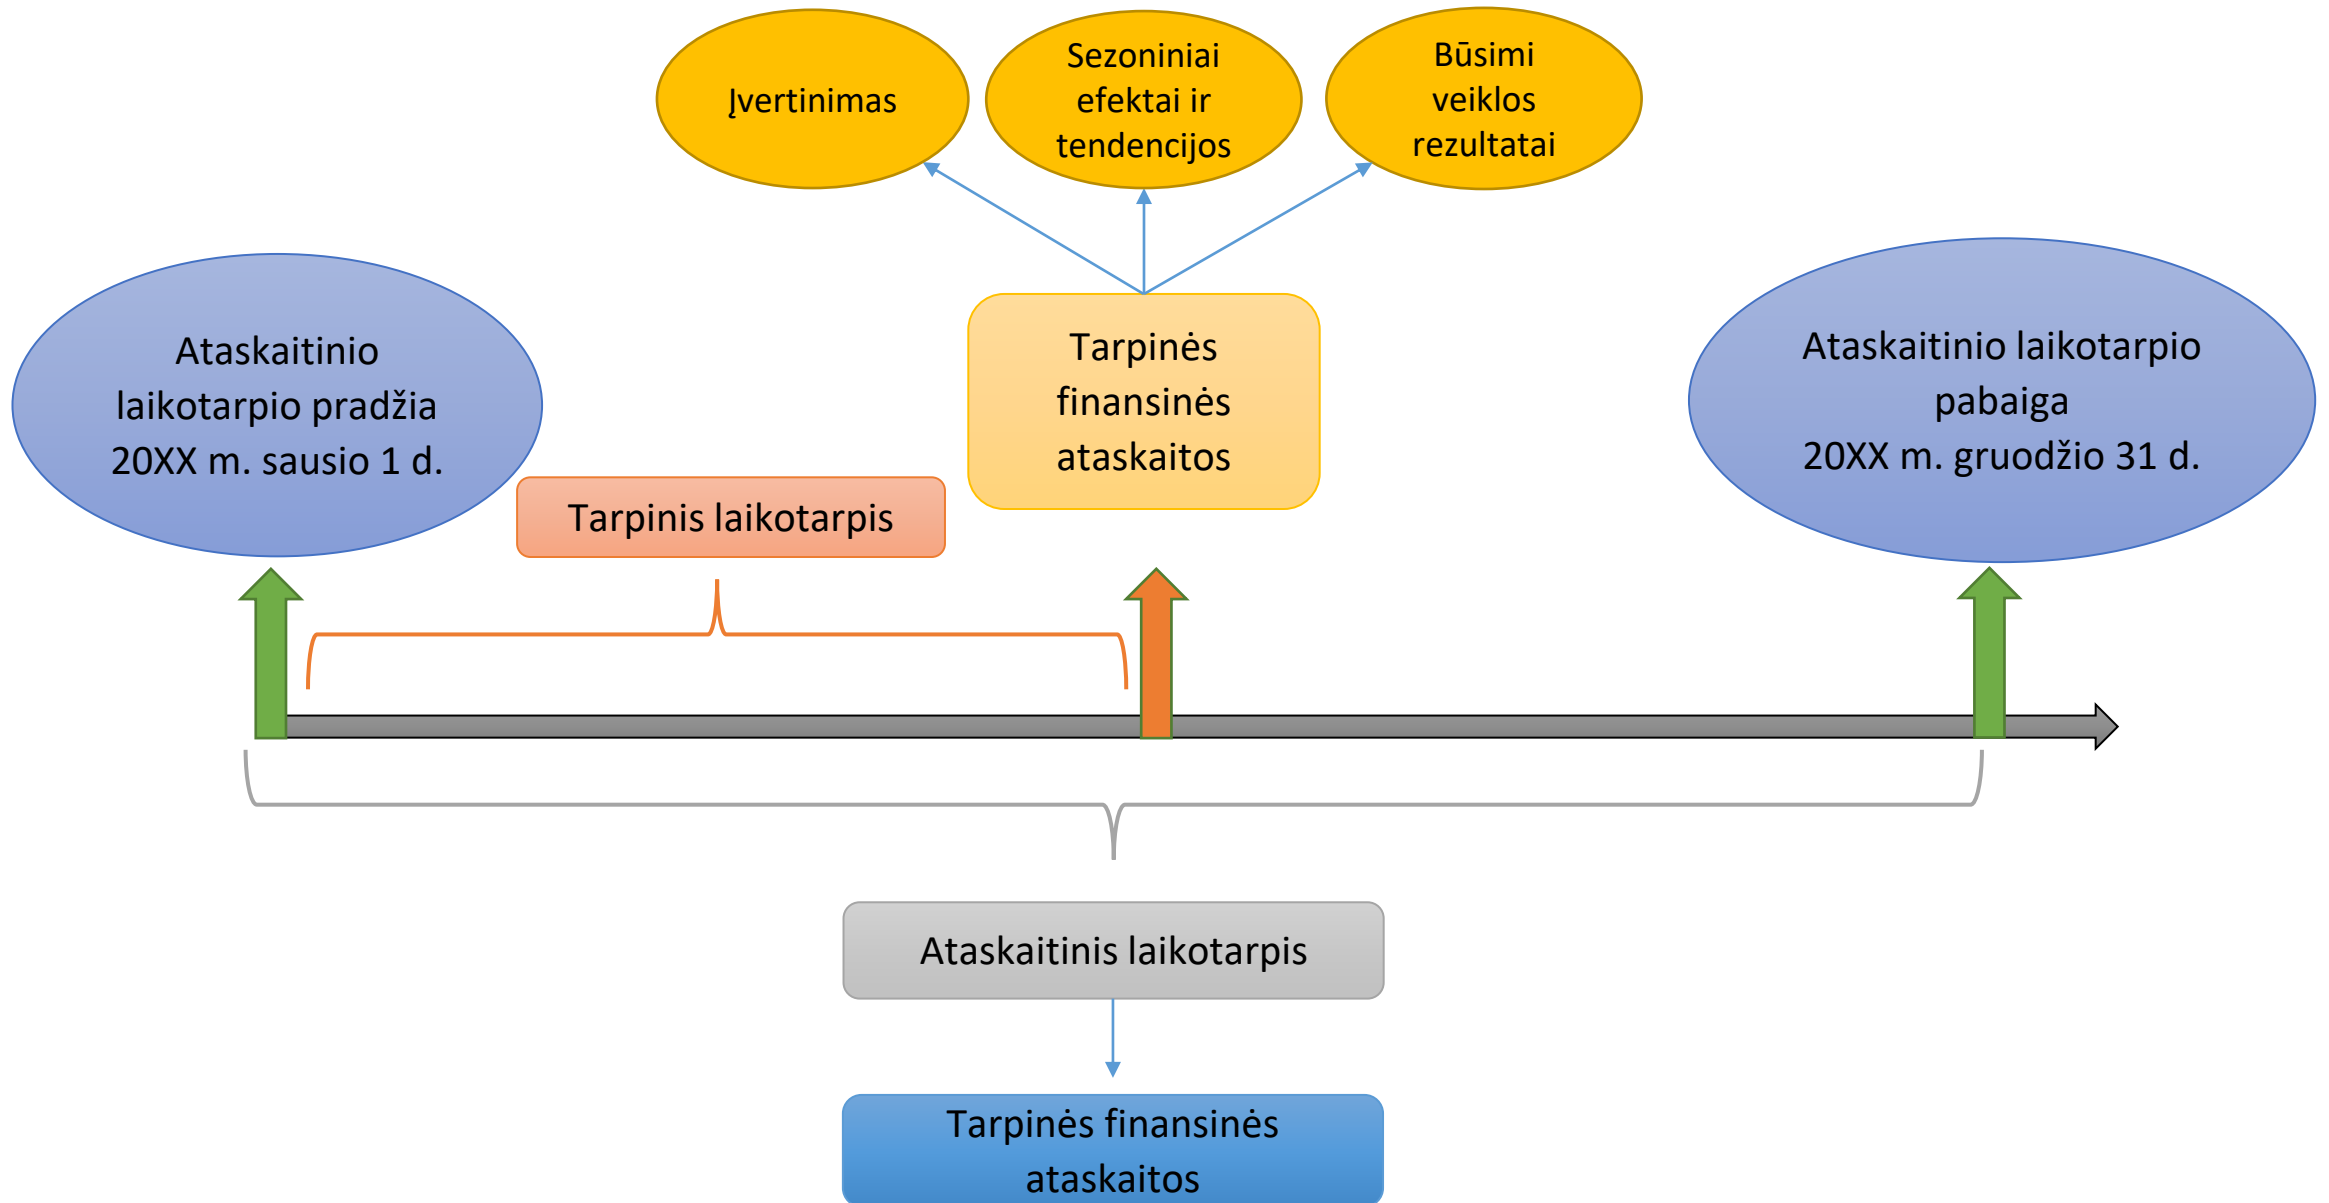 Įvertinimas
Sezoniniai
efektai ir
tendencijos
Būsimi
veiklos
rezultatai
Ataskaitinio
laikotarpio pradžia
20XX m. sausio 1 d.
Tarpinis laikotarpis
Tarpinės
finansinės
ataskaitos
Ataskaitinio laikotarpio
pabaiga
20XX m. gruodžio 31 d.
Ataskaitinis laikotarpis
Tarpinės finansinės
ataskaitos